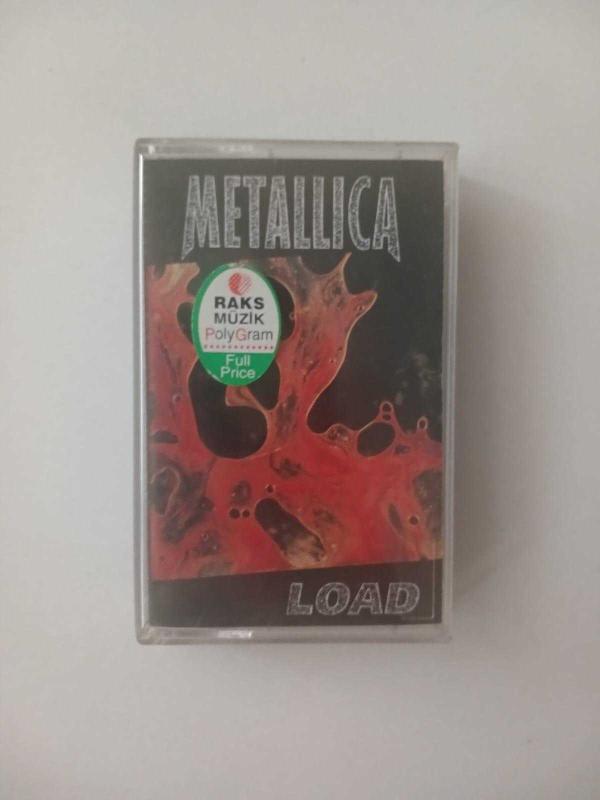 METALLICA
RAKS
MÜZİK
PolyGram
Full
Price
LOAD